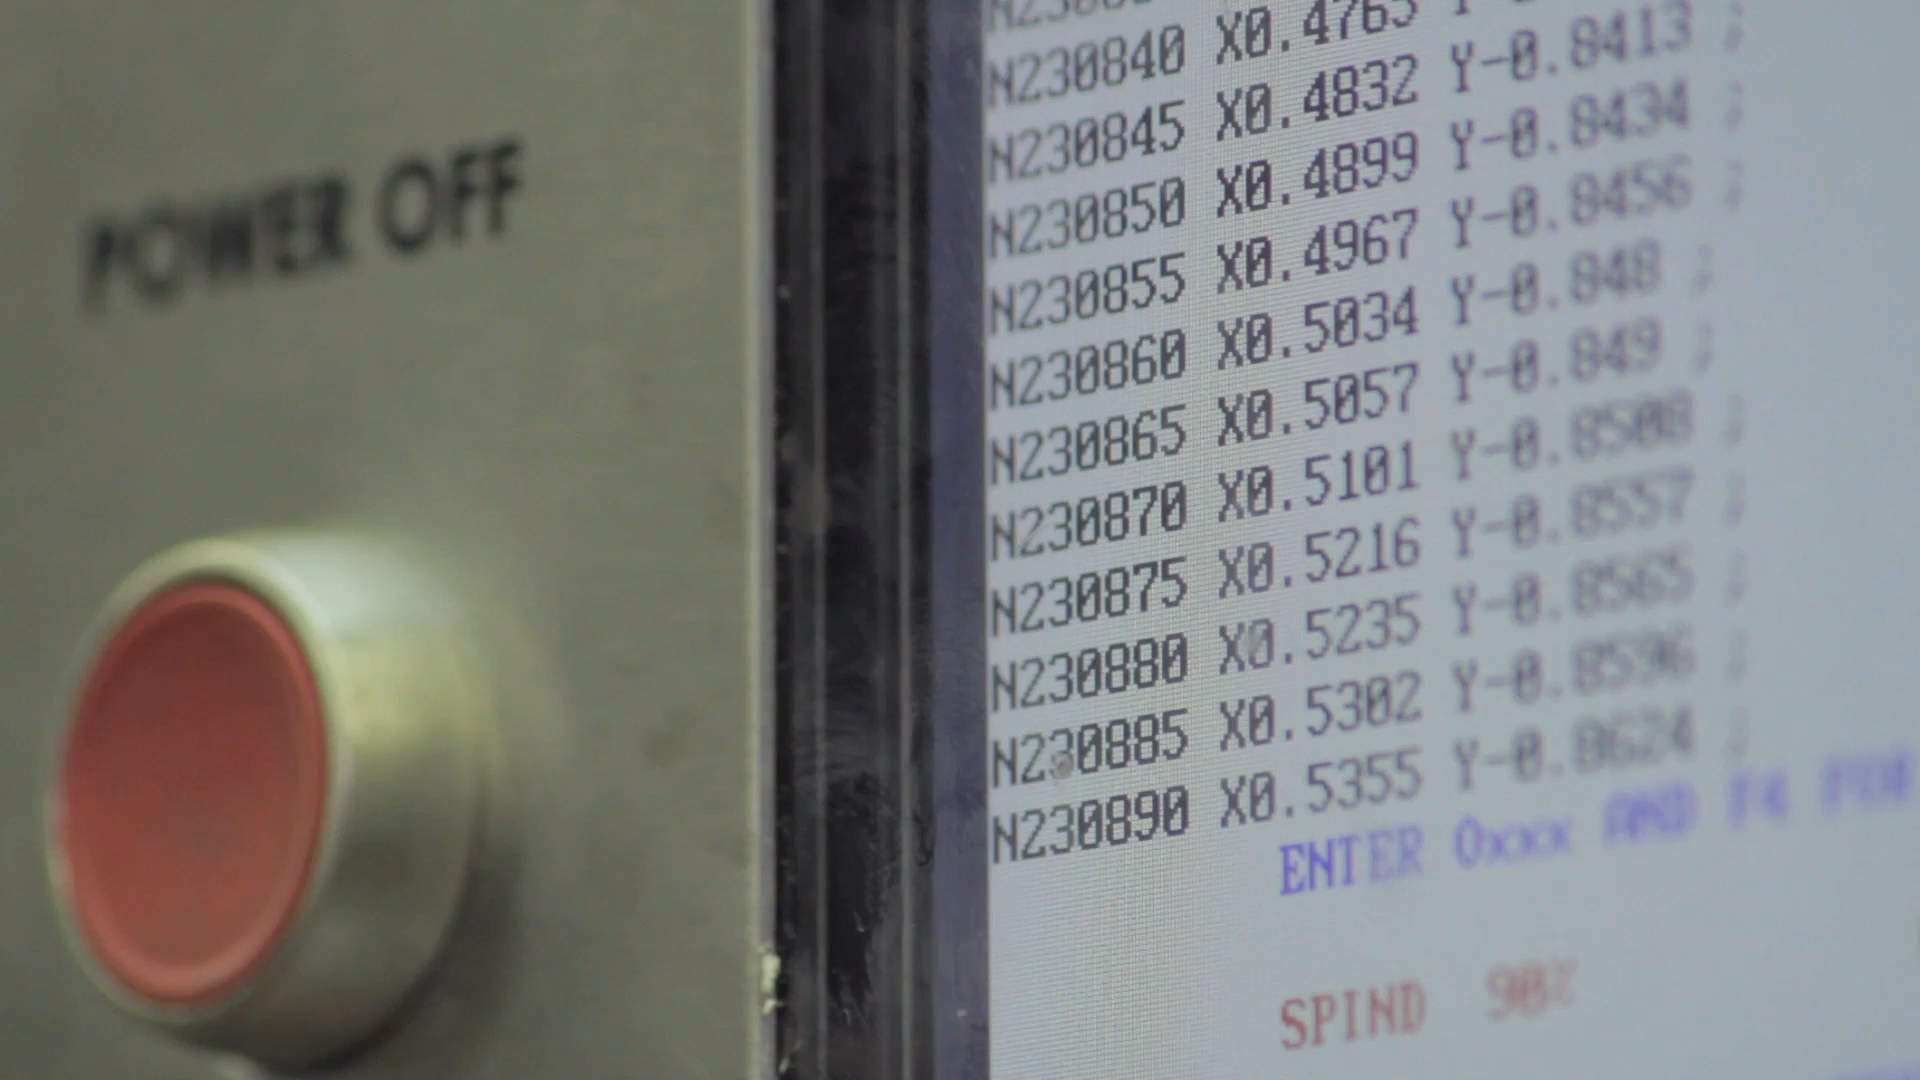 POWER OFF
N230840 X0.4765
N230845 X0.4832 Y-0.8413 ;
N230850 X0.4899 Y-0.8434 ;
N230855 X0.4967 Y-0.8456 ;
N230860 X0.5034 Y-0.848 ;
N230865 X0.5057 Y-0.849 ;
N230870 X0.5101 Y-0.8508 ;
N230875 X0.5216 Y-0.8557 ;
N230880 X0.5235 Y-0.8565 ;
N230885 X0.5302 Y-0.8596 ;
N230890 X0.5355 Y-0.8624 ;
ENTER Oxxx AND F4 FOR
SPIND 90%